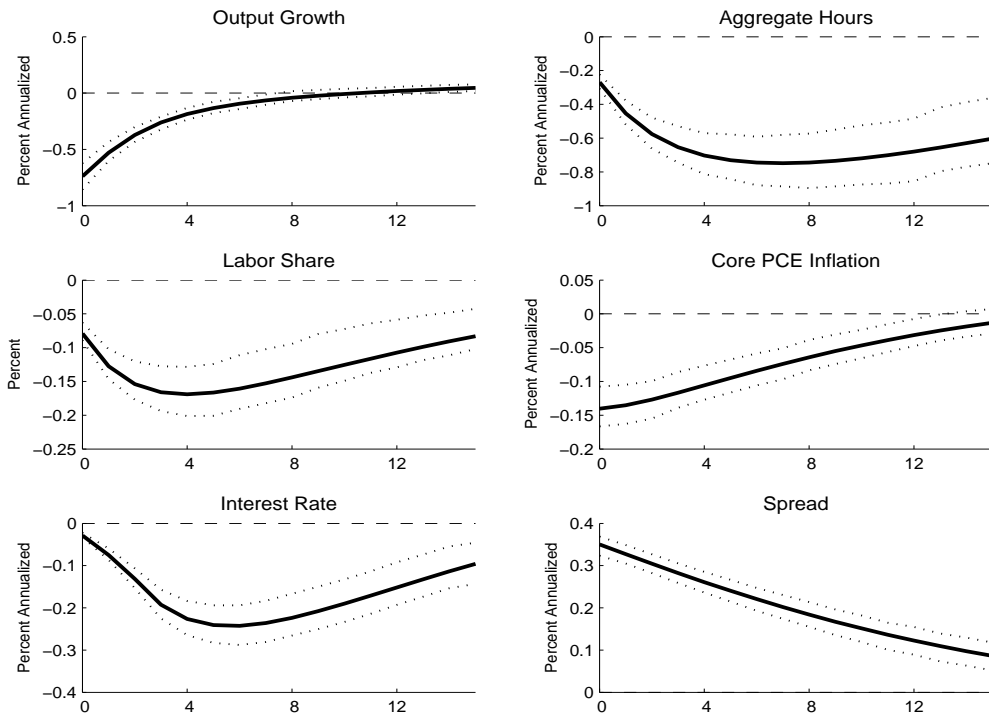 Output Growth
Percent Annualized
0.5
0
−0.5
−1
0 4 8 12
Aggregate Hours
Percent Annualized
0
−0.2
−0.4
−0.6
−0.8
−1
0 4 8 12
Labor Share
Percent
0
−0.05
−0.1
−0.15
−0.2
−0.25
0 4 8 12
Core PCE Inflation
Percent Annualized
0.05
0
−0.05
−0.1
−0.15
−0.2
0 4 8 12
Interest Rate
Percent Annualized
0
−0.1
−0.2
−0.3
−0.4
0 4 8 12
Spread
Percent Annualized
0.4
0.3
0.2
0.1
0
0 4 8 12